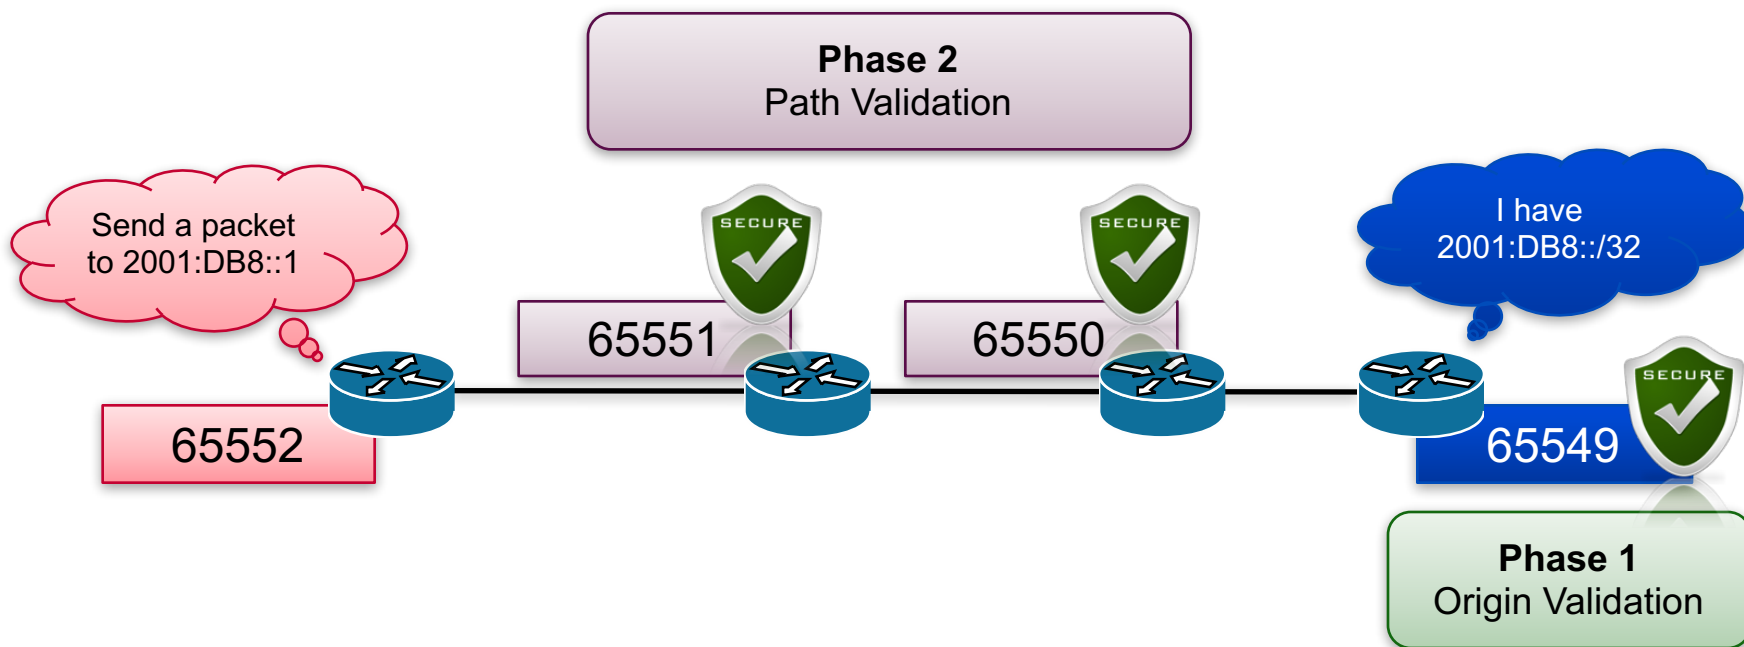 Phase 2
Path Validation
Send a packet
to 2001:DB8::1
SECURE
SECURE
I have
2001:DB8::/32
65551
65550
SECURE
65552
65549
Phase 1
Origin Validation